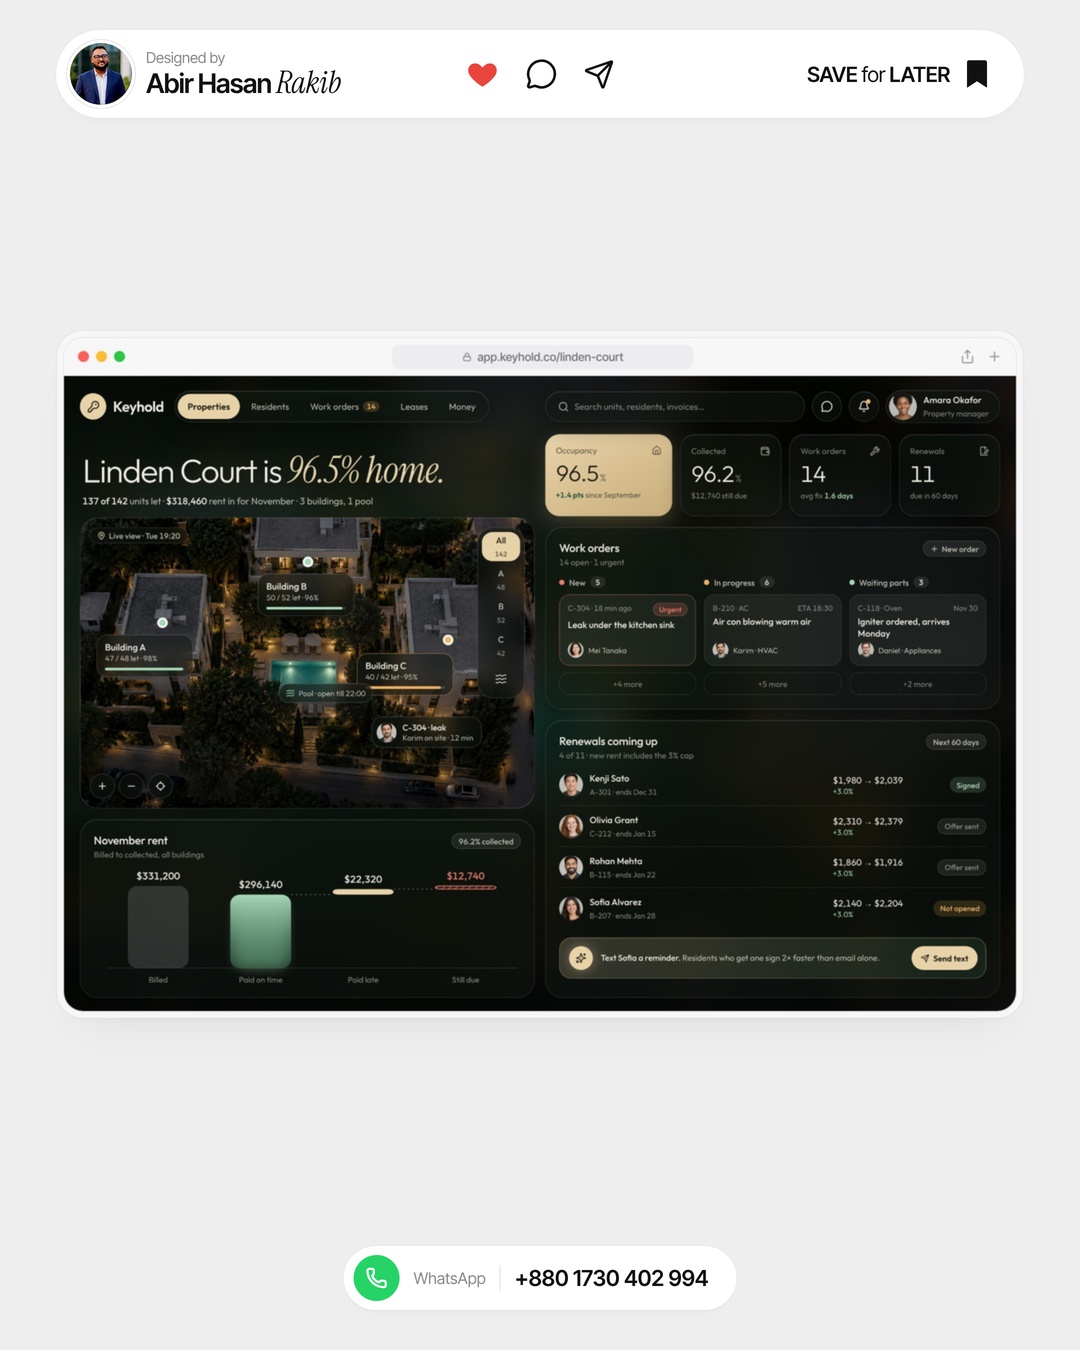 Designed by
Abir Hasan Rakib
SAVE for LATER
app.keyhold.co/linden-court
Keyhold
Properties
Residents
Work orders 14
Leases
Money
Search units, residents, invoices...
Amara Okafor
Property manager
Linden Court is 96.5% home.
137 of 142 units let · $318,460 rent in for November · 3 buildings, 1 pool
Occupancy
96.5%
+1.4 pts since September
Collected
96.2%
$12,740 still due
Work orders
14
avg fix 1.6 days
Renewals
11
due in 60 days
Live view · Tue 19:20
All
142
A
48
B
52
C
42
Building B
50 / 52 let · 96%
Building A
47 / 48 let · 98%
Building C
40 / 42 let · 95%
Pool · open till 22:00
C-304 · leak
Karim on site · 12 min
Work orders
14 open · 1 urgent
+ New order
New 5
In progress 6
Waiting parts 3
C-304 · 18 min ago
Urgent
Leak under the kitchen sink
Mei Tanaka
B-210 · AC
ETA 18:30
Air con blowing warm air
Karim · HVAC
C-118 · Oven
Nov 30
Igniter ordered, arrives
Monday
Daniel · Appliances
+4 more
+5 more
+2 more
November rent
Billed to collected, all buildings
96.2% collected
$331,200
$296,140
$22,320
$12,740
Billed
Paid on time
Paid late
Still due
Renewals coming up
4 of 11 · new rent includes the 3% cap
Next 60 days
Kenji Sato
A-301 · ends Dec 31
$1,980 → $2,039
+3.0%
Signed
Olivia Grant
C-212 · ends Jan 15
$2,310 → $2,379
+3.0%
Offer sent
Rohan Mehta
B-115 · ends Jan 22
$1,860 → $1,916
+3.0%
Offer sent
Sofia Alvarez
B-207 · ends Jan 28
$2,140 → $2,204
+3.0%
Not opened
Text Sofia a reminder. Residents who get one sign 2× faster than email alone.
Send text
WhatsApp
+880 1730 402 994